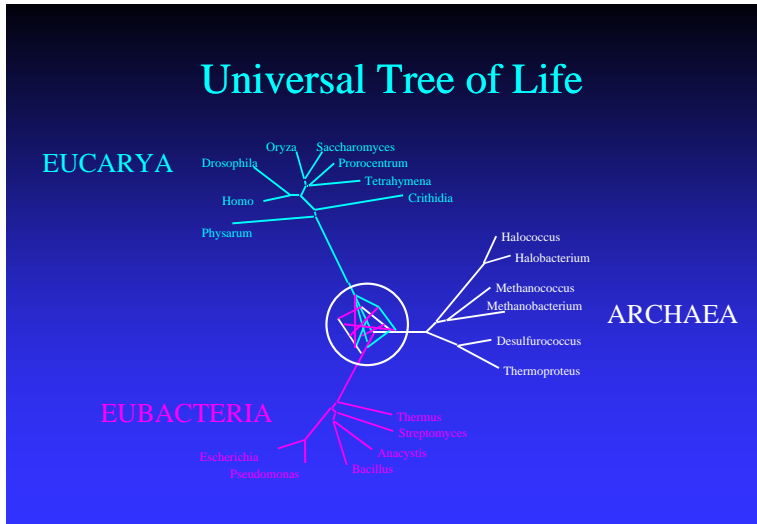 Universal Tree of Life
EUCARYA
Oryza
Saccharomyces
Drosophila
Prorocentrum
Tetrahymena
Homo
Crithidia
Physarum
Halococcus
Halobacterium
Methanococcus
Methanobacterium
ARCHAEA
Desulfurococcus
Thermoproteus
EUBACTERIA
Thermus
Streptomyces
Anacystis
Escherichia
Bacillus
Pseudomonas